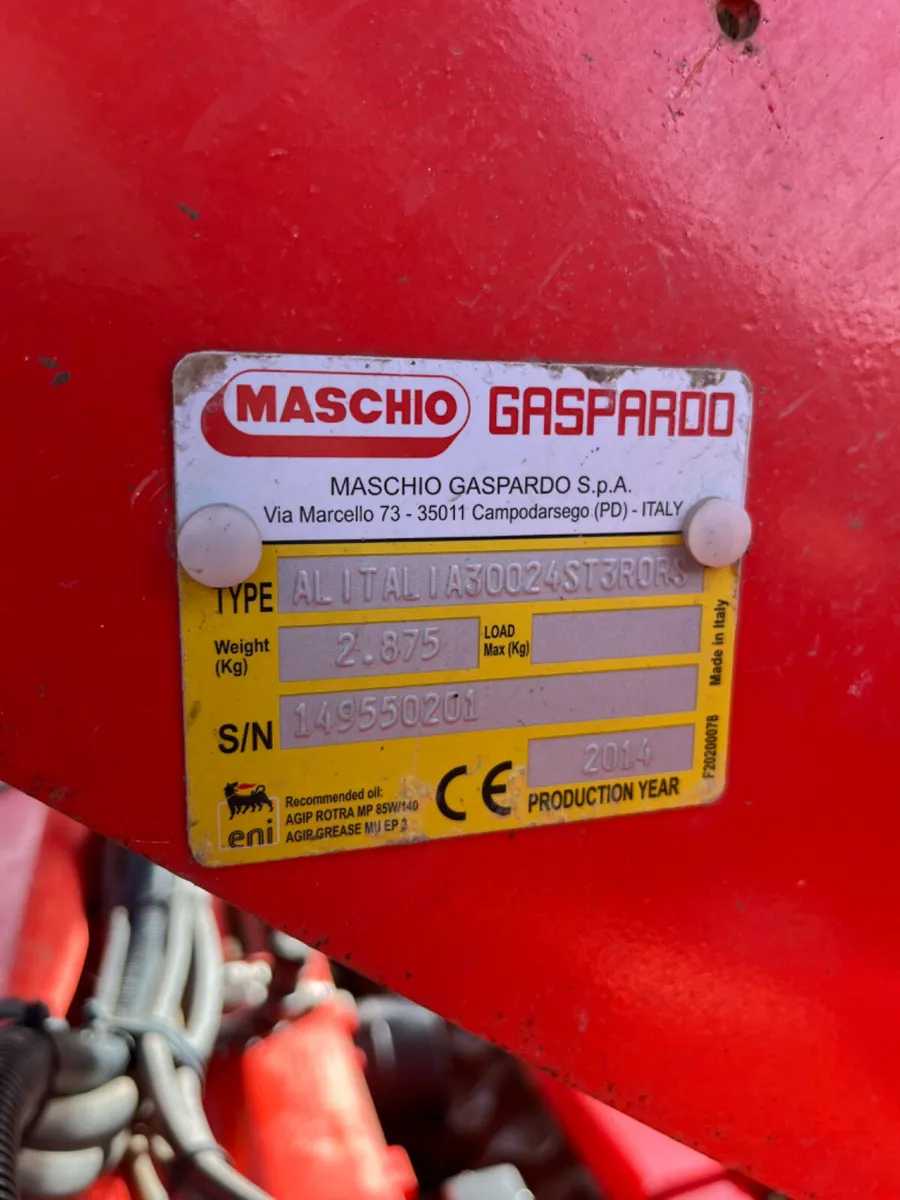 MASCHIO GASPARDO
MASCHIO GASPARDO S.p.A.
Via Marcello 73 - 35011 Campodarsego (PD) - ITALY
TYPE ALITALIA30024ST3RORS
Weight (Kg) 2.875 LOAD Max (Kg)
S/N 149550201
2014
PRODUCTION YEAR
CE
eni
Recommended oil:
AGIP ROTRA MP 85W/140
AGIP GREASE MU EP 2
Made in Italy
F20200078